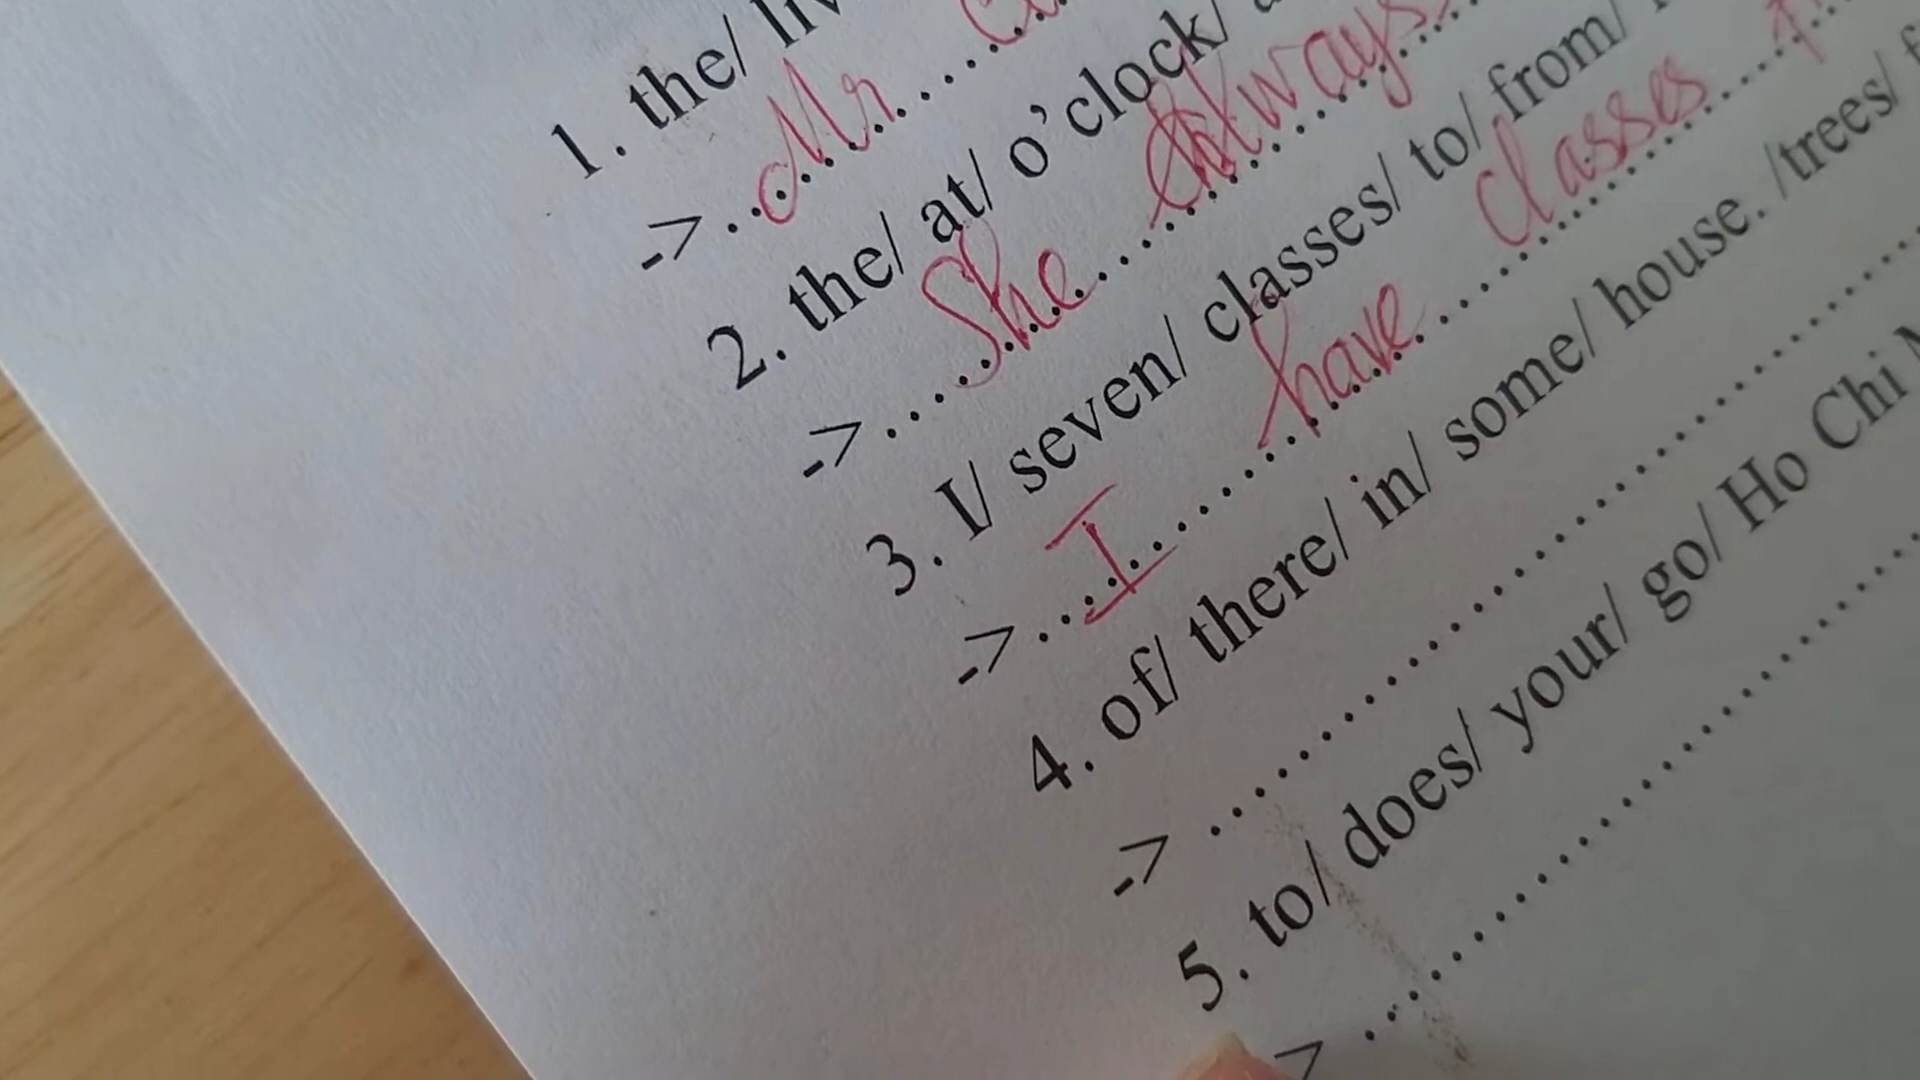 1. the/
Mr
2. the/ at/ o'clock/
She always
3. I/ seven/ classes/ to/ from/
I have classes
4. of/ there/ in/ some/ house. /trees/
5. to/ does/ your/ go/ Ho Chi